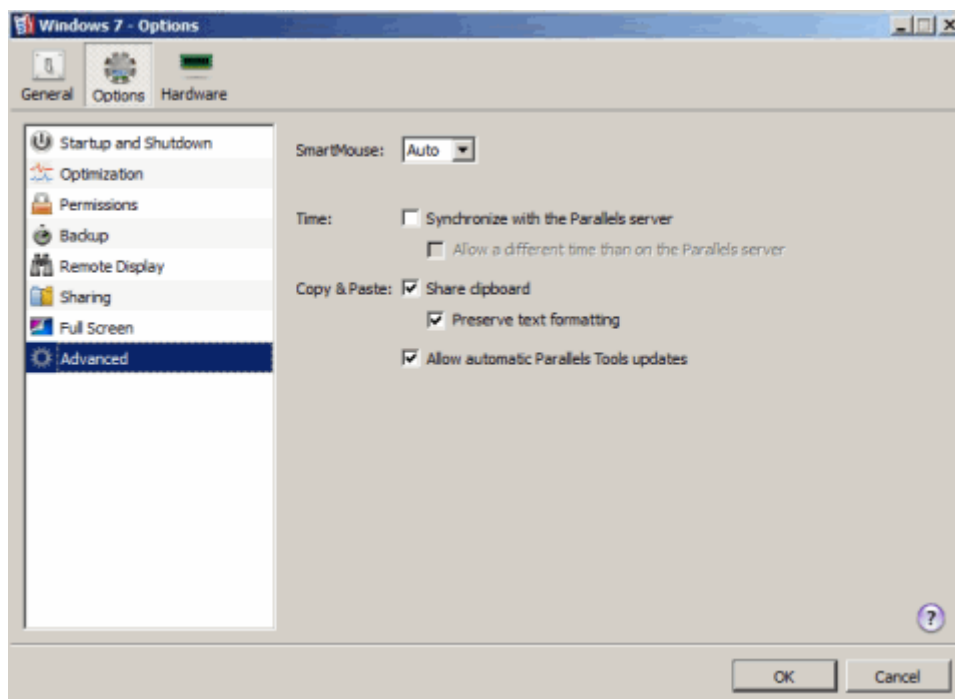 Windows 7 - Options
General Options Hardware
Startup and Shutdown
Optimization
Permissions
Backup
Remote Display
Sharing
Full Screen
Advanced
SmartMouse: Auto
Time: Synchronize with the Parallels server
Allow a different time than on the Parallels server
Copy & Paste: Share clipboard
Preserve text formatting
Allow automatic Parallels Tools updates
?
OK Cancel